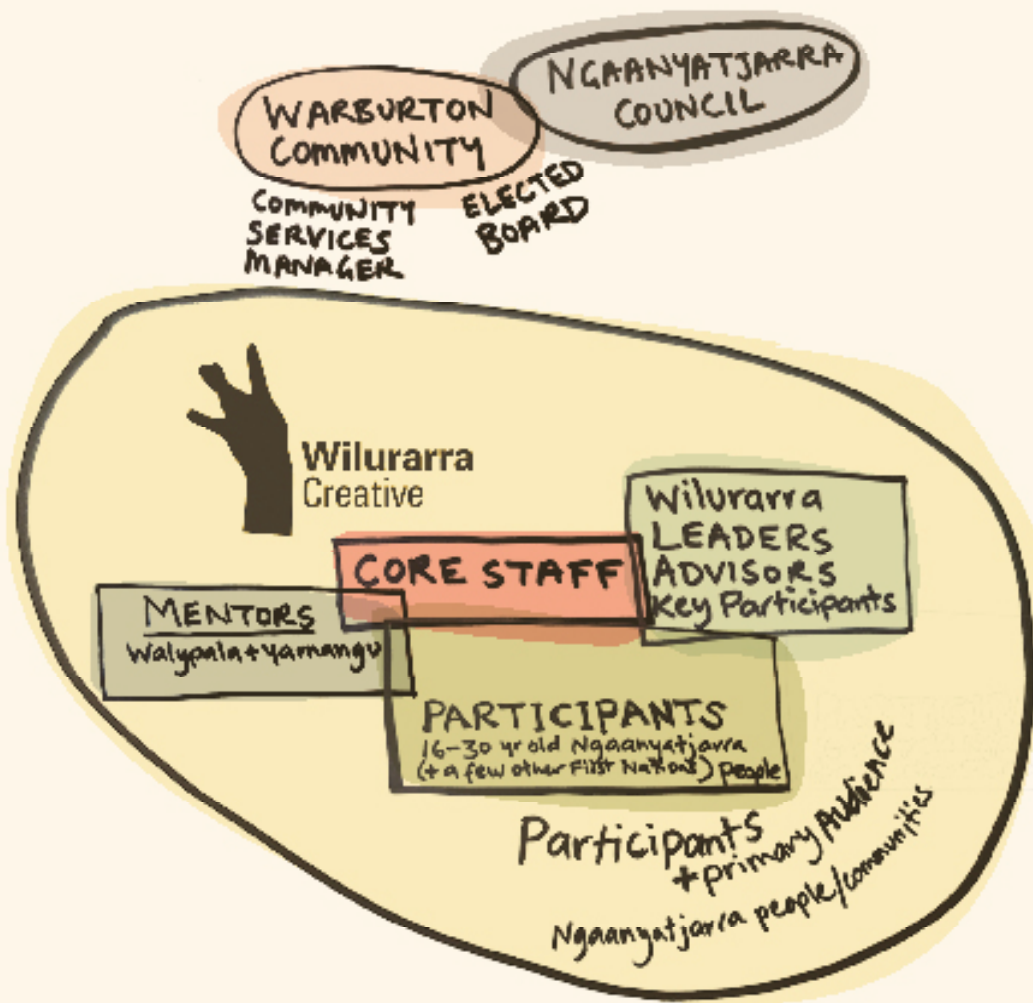 NGAANYATJARRA
COUNCIL
WARBURTON
COMMUNITY
COMMUNITY
SERVICES
MANAGER
ELECTED
BOARD
Wilurarra
Creative
Wilurarra
LEADERS
ADVISORS
Key Participants
CORE STAFF
MENTORS
Walypala + Yarnangu
PARTICIPANTS
16-30 yr old Ngaanyatjarra
(+ a few other First Nations) people
Participants
+ primary Audience
Ngaanyatjarra people/communities